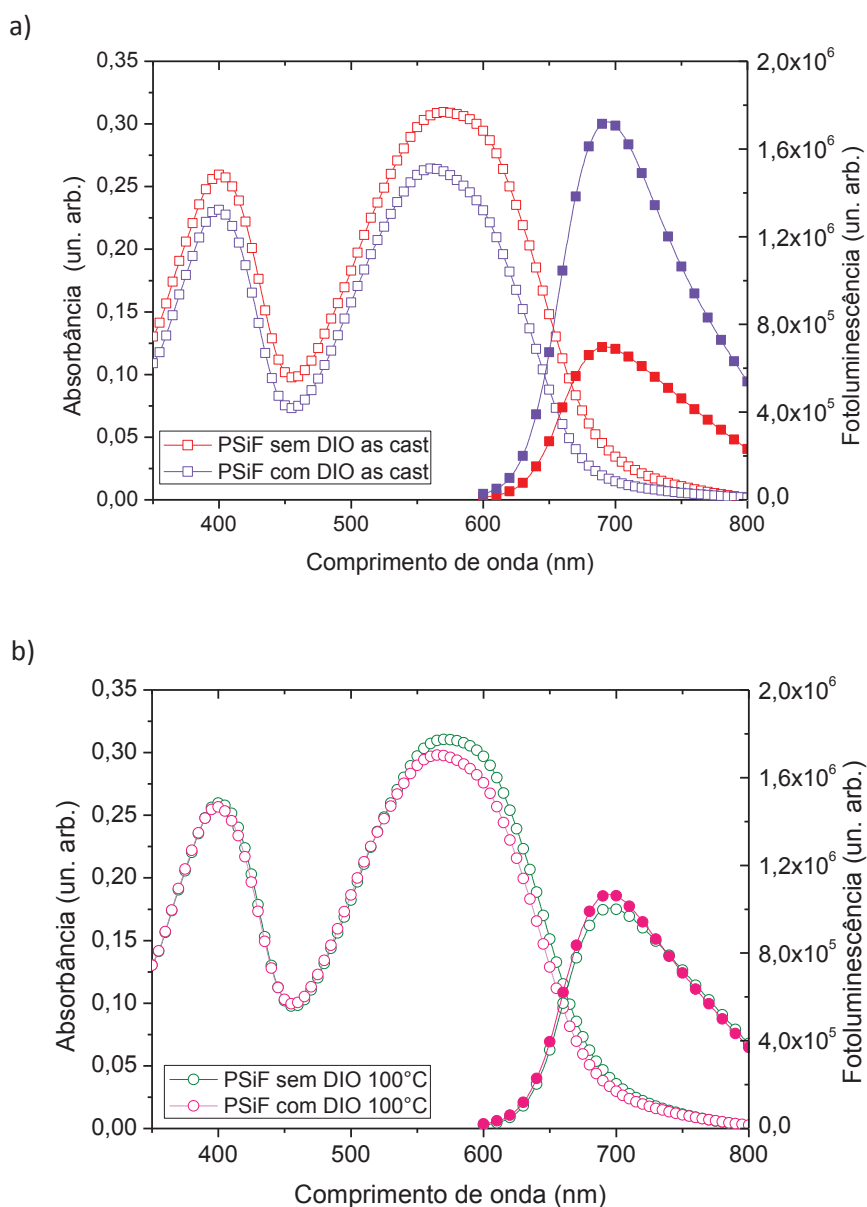 a)
0,35
0,30
0,25
0,20
0,15
0,10
0,05
0,00
Absorbância (un. arb.)
2,0x10⁶
1,6x10⁶
1,2x10⁶
8,0x10⁵
4,0x10⁵
0,0
Fotoluminescência (un. arb.)
PSiF sem DIO as cast
PSiF com DIO as cast
400 500 600 700 800
Comprimento de onda (nm)
b)
0,35
0,30
0,25
0,20
0,15
0,10
0,05
0,00
Absorbância (un. arb.)
2,0x10⁶
1,6x10⁶
1,2x10⁶
8,0x10⁵
4,0x10⁵
0,0
Fotoluminescência (un. arb.)
PSiF sem DIO 100°C
PSiF com DIO 100°C
400 500 600 700 800
Comprimento de onda (nm)